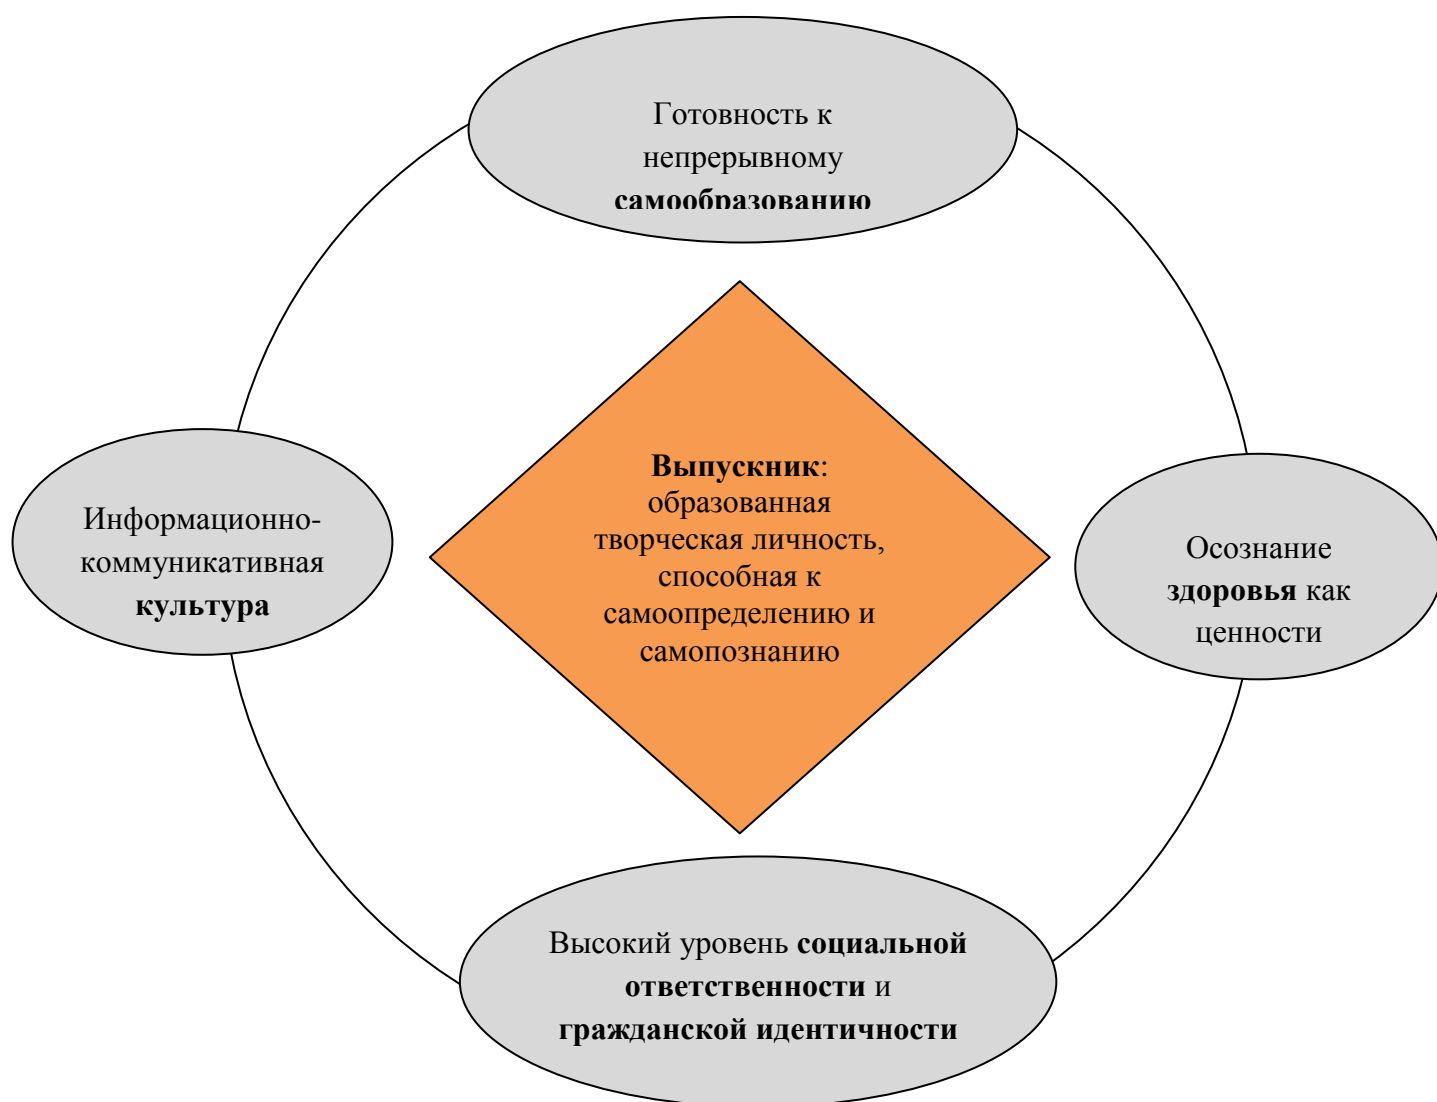 Готовность к
непрерывному
самообразованию
Информационно-
коммуникативная
культура
Выпускник:
образованная
творческая личность,
способная к
самоопределению и
самопознанию
Осознание
здоровья как
ценности
Высокий уровень социальной
ответственности и
гражданской идентичности